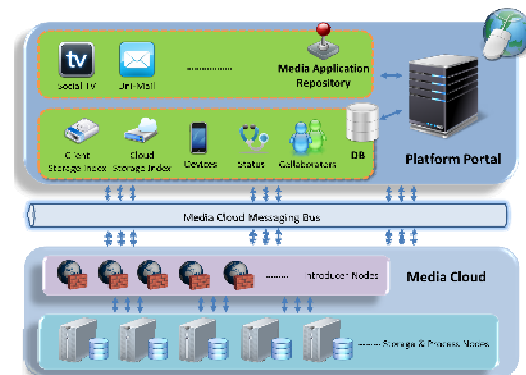 tv
Social TV
Uni-Mail
Media Application
Repository
Client
Storage Index
Cloud
Storage Index
Devices
Status
Collaborators
DB
Platform Portal
Media Cloud Messaging Bus
Introducer Nodes
Media Cloud
Storage & Process Nodes